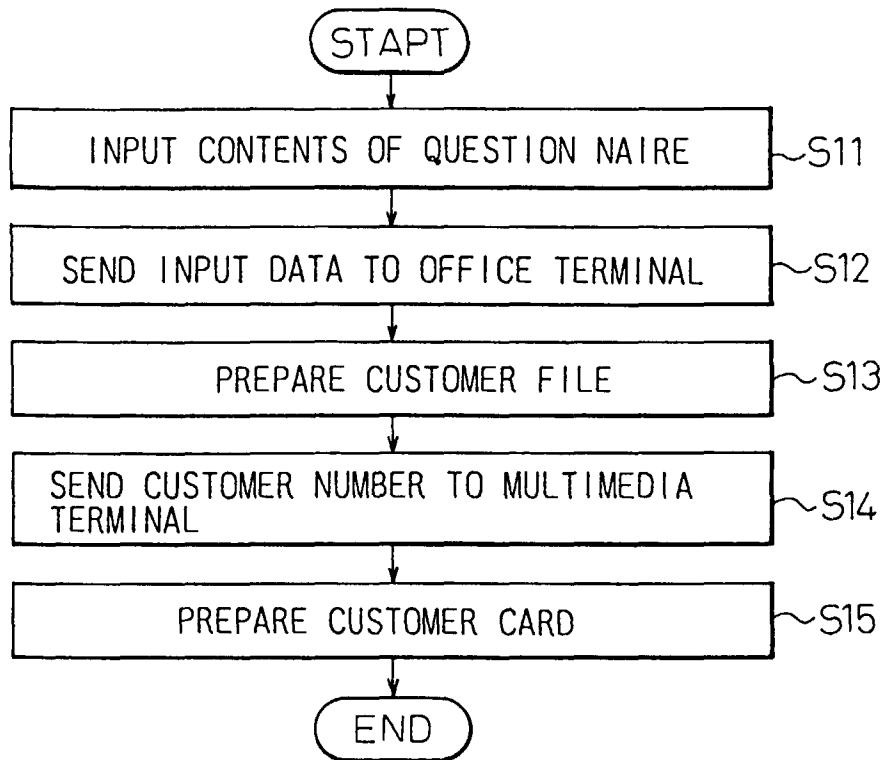 STAPT
INPUT CONTENTS OF QUESTION NAIRE
S11
SEND INPUT DATA TO OFFICE TERMINAL
S12
PREPARE CUSTOMER FILE
S13
SEND CUSTOMER NUMBER TO MULTIMEDIA
TERMINAL
S14
PREPARE CUSTOMER CARD
S15
END